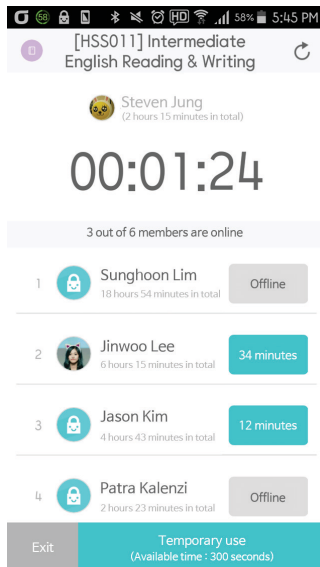 58
HD
58%
5:45 PM
[HSS011] Intermediate
English Reading & Writing
Steven Jung
(2 hours 15 minutes in total)
00:01:24
3 out of 6 members are online
1
Sunghoon Lim
18 hours 54 minutes in total
Offline
2
Jinwoo Lee
6 hours 15 minutes in total
34 minutes
3
Jason Kim
4 hours 43 minutes in total
12 minutes
4
Patra Kalenzi
2 hours 23 minutes in total
Offline
Exit
Temporary
use
(Available time : 300
seconds)